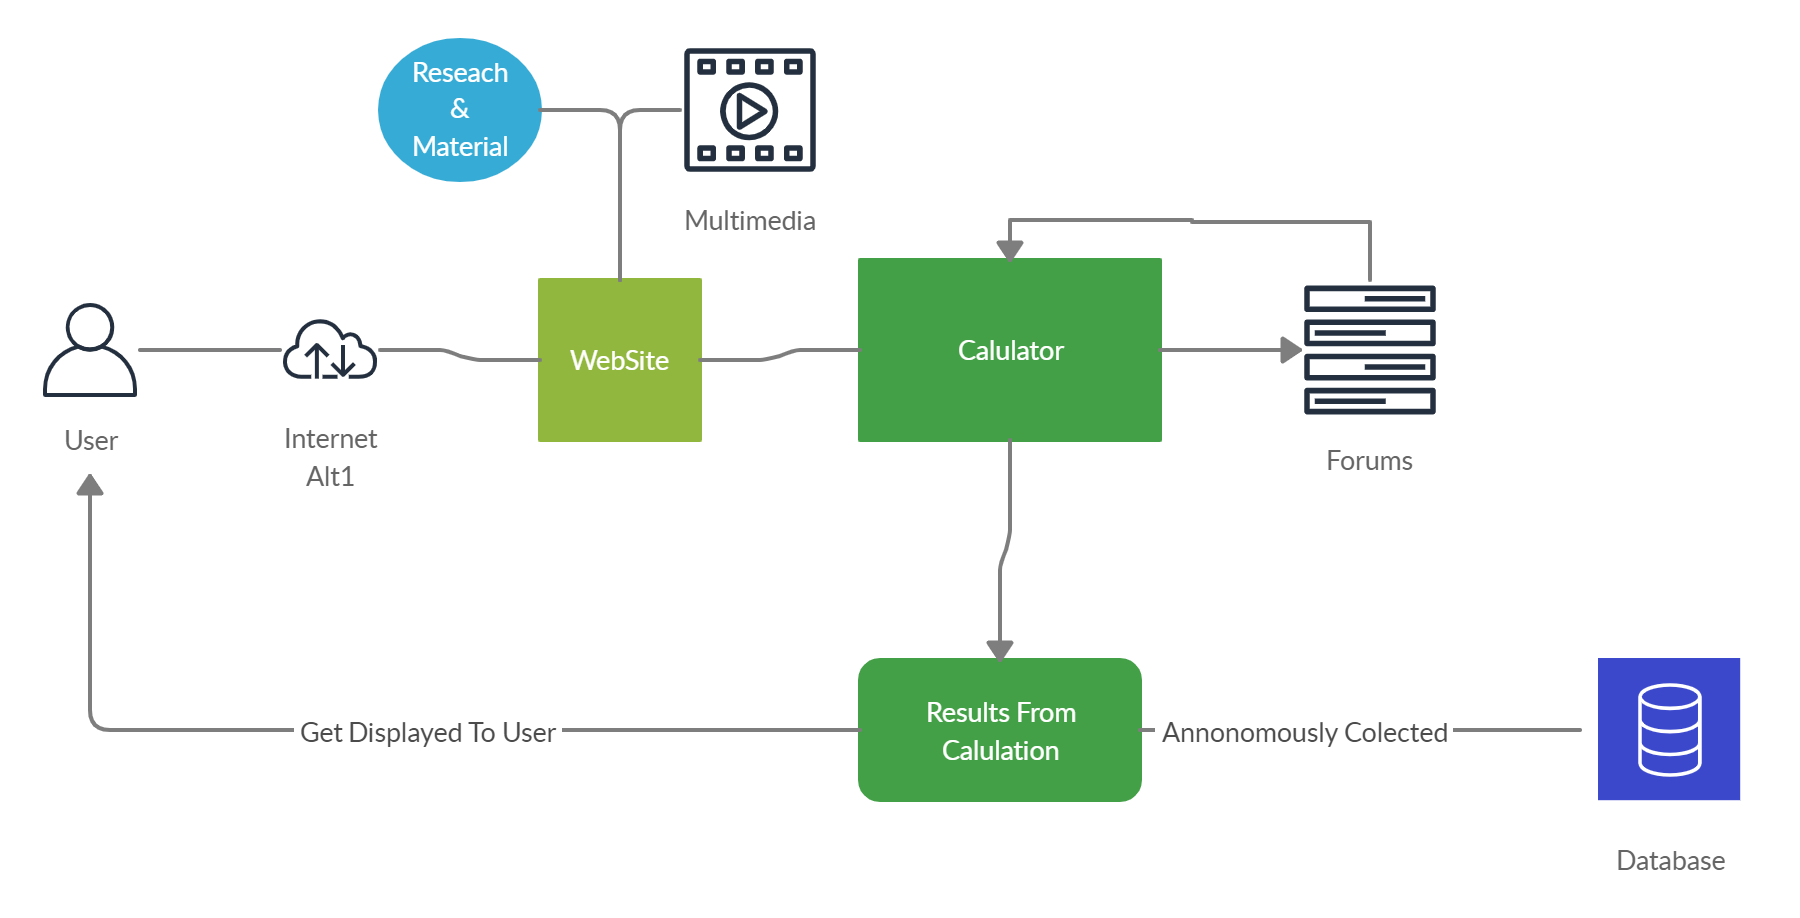 Reseach
&
Material
Multimedia
User
Internet
Alt1
WebSite
Calulator
Forums
Get Displayed To User
Results From
Calulation
Annonomously Colected
Database